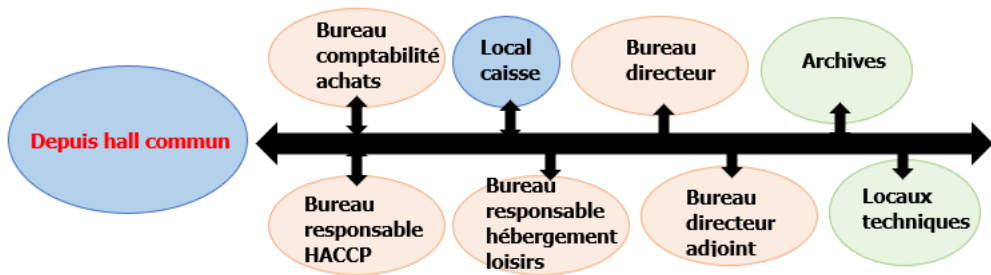 Depuis hall commun
Bureau
comptabilité
achats
Local
caisse
Bureau
directeur
Archives
Bureau
responsable
HACCP
Bureau
responsable
hébergement
loisirs
Bureau
directeur
adjoint
Locaux
techniques